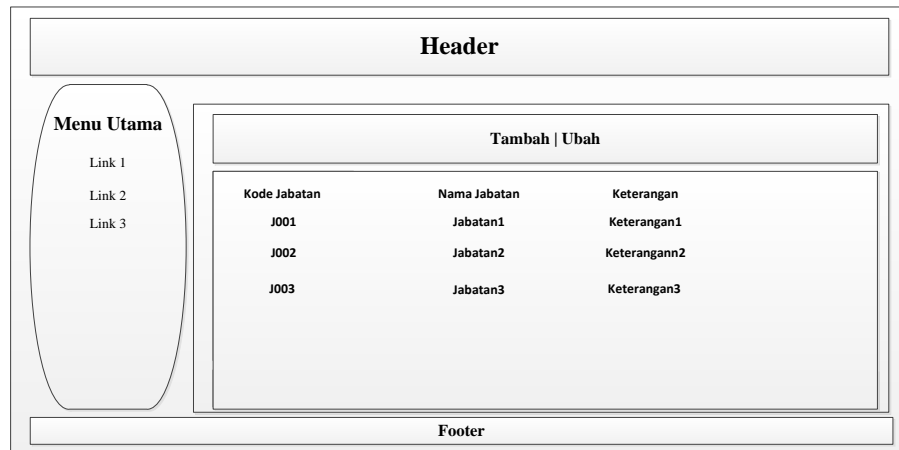 Header
Menu Utama
Link 1
Link 2
Link 3
Tambah | Ubah
Kode Jabatan Nama Jabatan Keterangan
J001 Jabatan1 Keterangan1
J002 Jabatan2 Keterangann2
J003 Jabatan3 Keterangan3
Footer